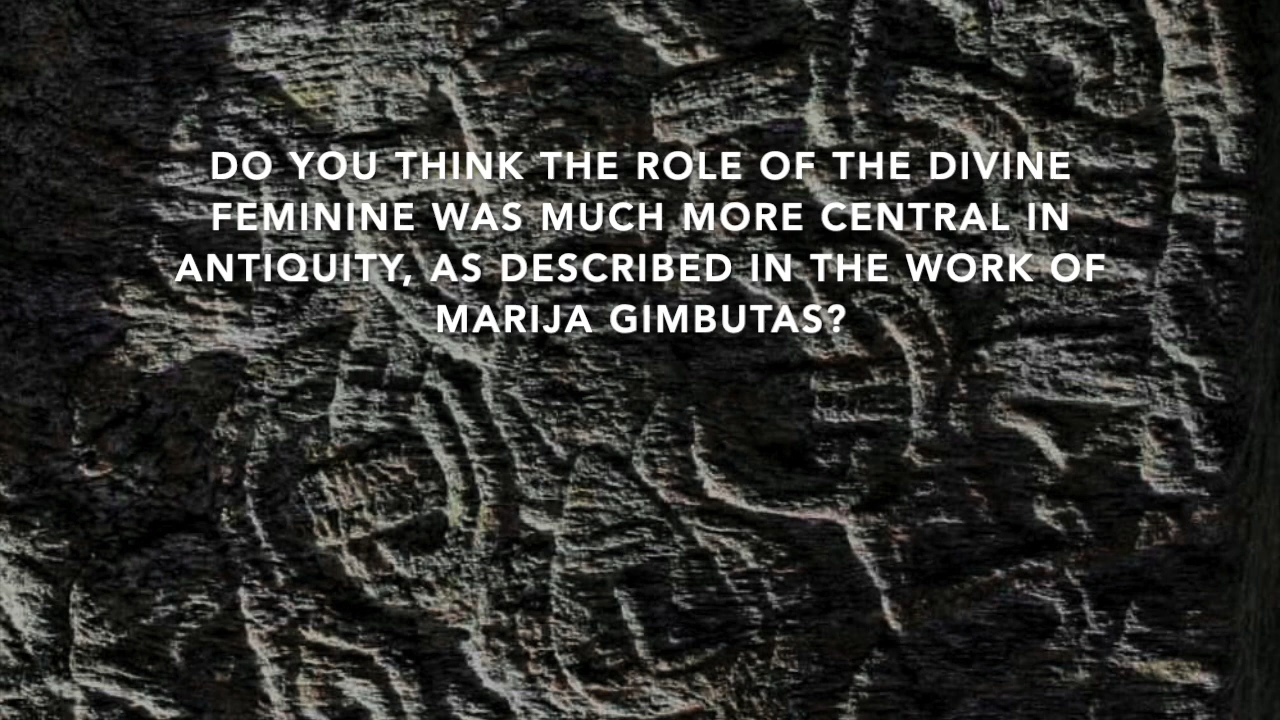 DO YOU THINK THE ROLE OF THE DIVINE
FEMININE WAS MUCH MORE CENTRAL IN
ANTIQUITY, AS DESCRIBED IN THE WORK OF
MARIJA GIMBUTAS?